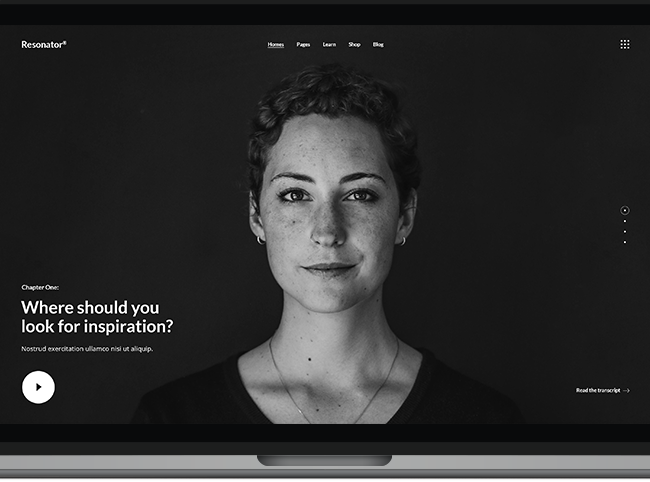 Resonator®
Homes Pages Learn Shop Blog
Chapter One:
Where should you
look for inspiration?
Nostrud exercitation ullamco nisi ut aliquip.
Read the transcript